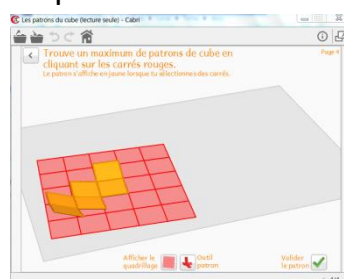 Les patrons du cube (lecture seule) - Cabri
Trouve un maximum de patrons de cube en
cliquant sur les carrés rouges.
Page 4
Le patron s'affiche en jaune lorsque tu sélectionnes des carrés.
Afficher le
quadrillage
Outil
patron
Valider
le patron